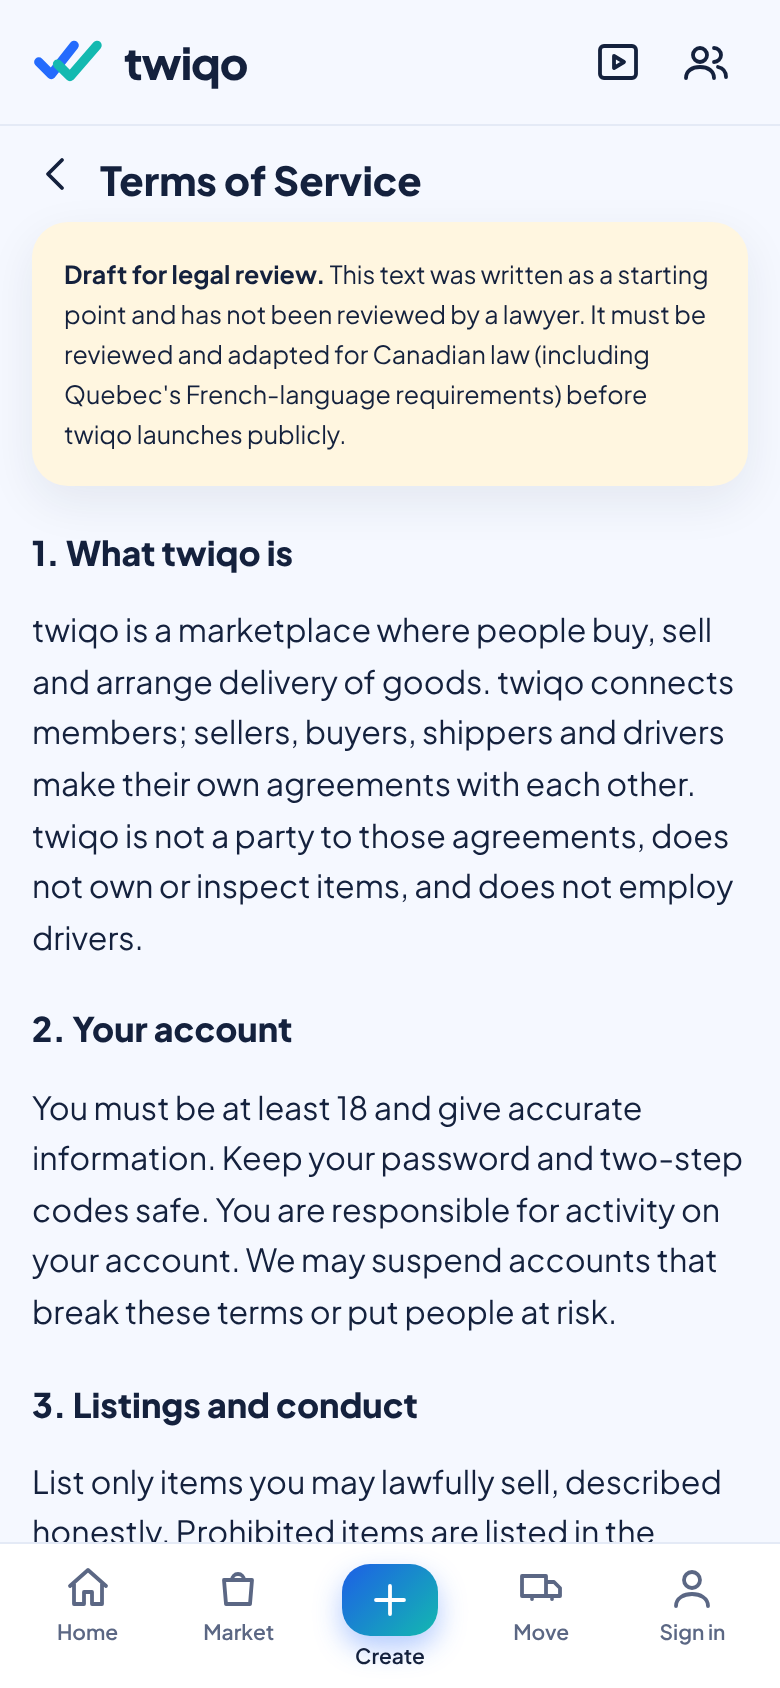 twiqo
Terms of Service
Draft for legal review. This text was written as a starting
point and has not been reviewed by a lawyer. It must be
reviewed and adapted for Canadian law (including
Quebec's French-language requirements) before
twiqo launches publicly.
1. What twiqo is
twiqo is a marketplace where people buy, sell
and arrange delivery of goods. twiqo connects
members; sellers, buyers, shippers and drivers
make their own agreements with each other.
twiqo is not a party to those agreements, does
not own or inspect items, and does not employ
drivers.
2. Your account
You must be at least 18 and give accurate
information. Keep your password and two-step
codes safe. You are responsible for activity on
your account. We may suspend accounts that
break these terms or put people at risk.
3. Listings and conduct
List only items you may lawfully sell, described
honestly. Prohibited items are listed in the
Home
Market
Create
Move
Sign in